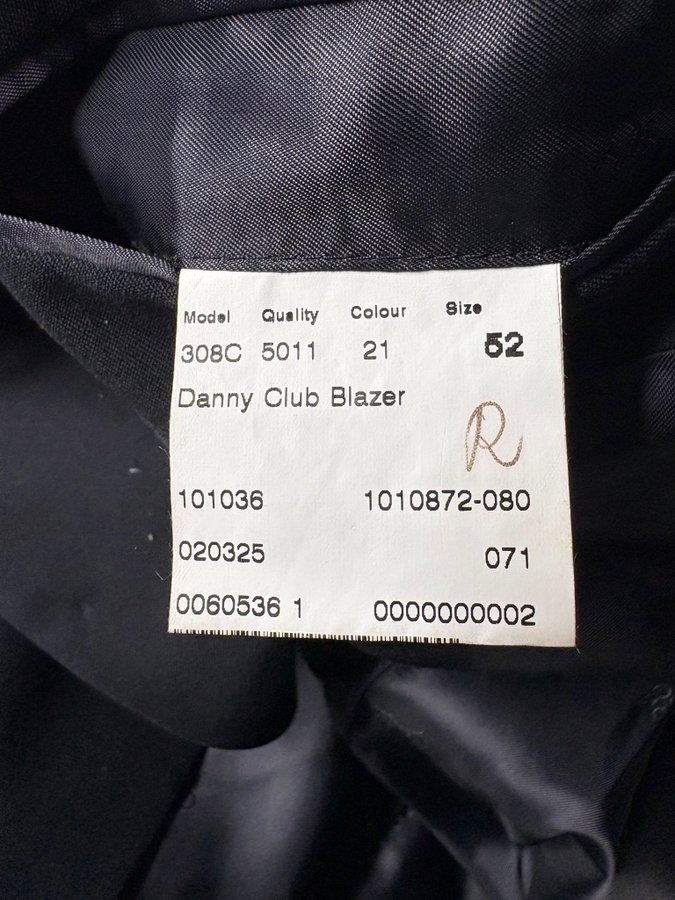 Model Quality Colour Size
308C 5011 21 52
Danny Club Blazer
R
101036 1010872-080
020325 071
0060536 1 0000000002